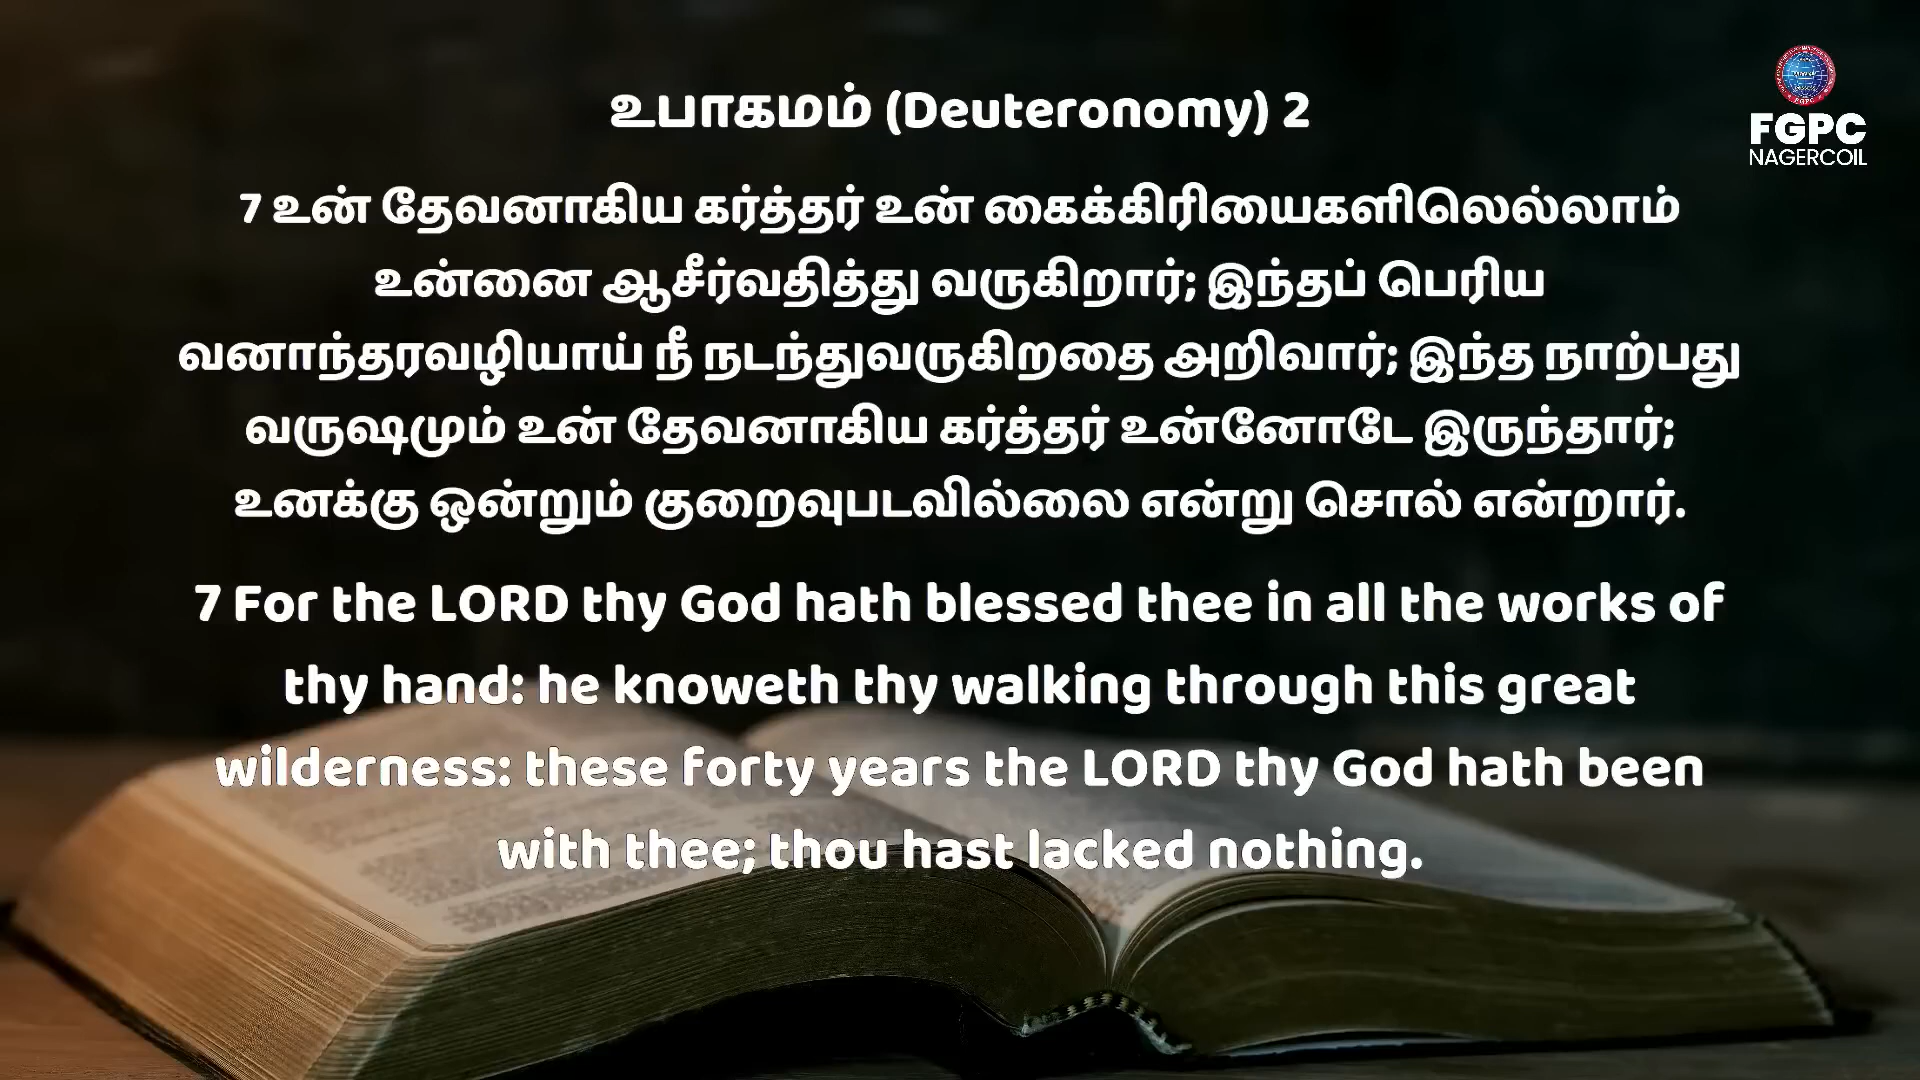 உபாகமம் (Deuteronomy) 2
FGPC
NAGERCOIL
7 உன் தேவனாகிய கர்த்தர் உன் கைக்கிரியைகளிலெல்லாம்
உன்னை ஆசீர்வதித்து வருகிறார்; இந்தப் பெரிய
வனாந்தரவழியாய் நீ நடந்துவருகிறதை அறிவார்; இந்த நாற்பது
வருஷமும் உன் தேவனாகிய கர்த்தர் உன்னோடே இருந்தார்;
உனக்கு ஒன்றும் குறைவுபடவில்லை என்று சொல் என்றார்.
7 For the LORD thy God hath blessed thee in all the works of
thy hand: he knoweth thy walking through this great
wilderness: these forty years the LORD thy God hath been
with thee; thou hast lacked nothing.